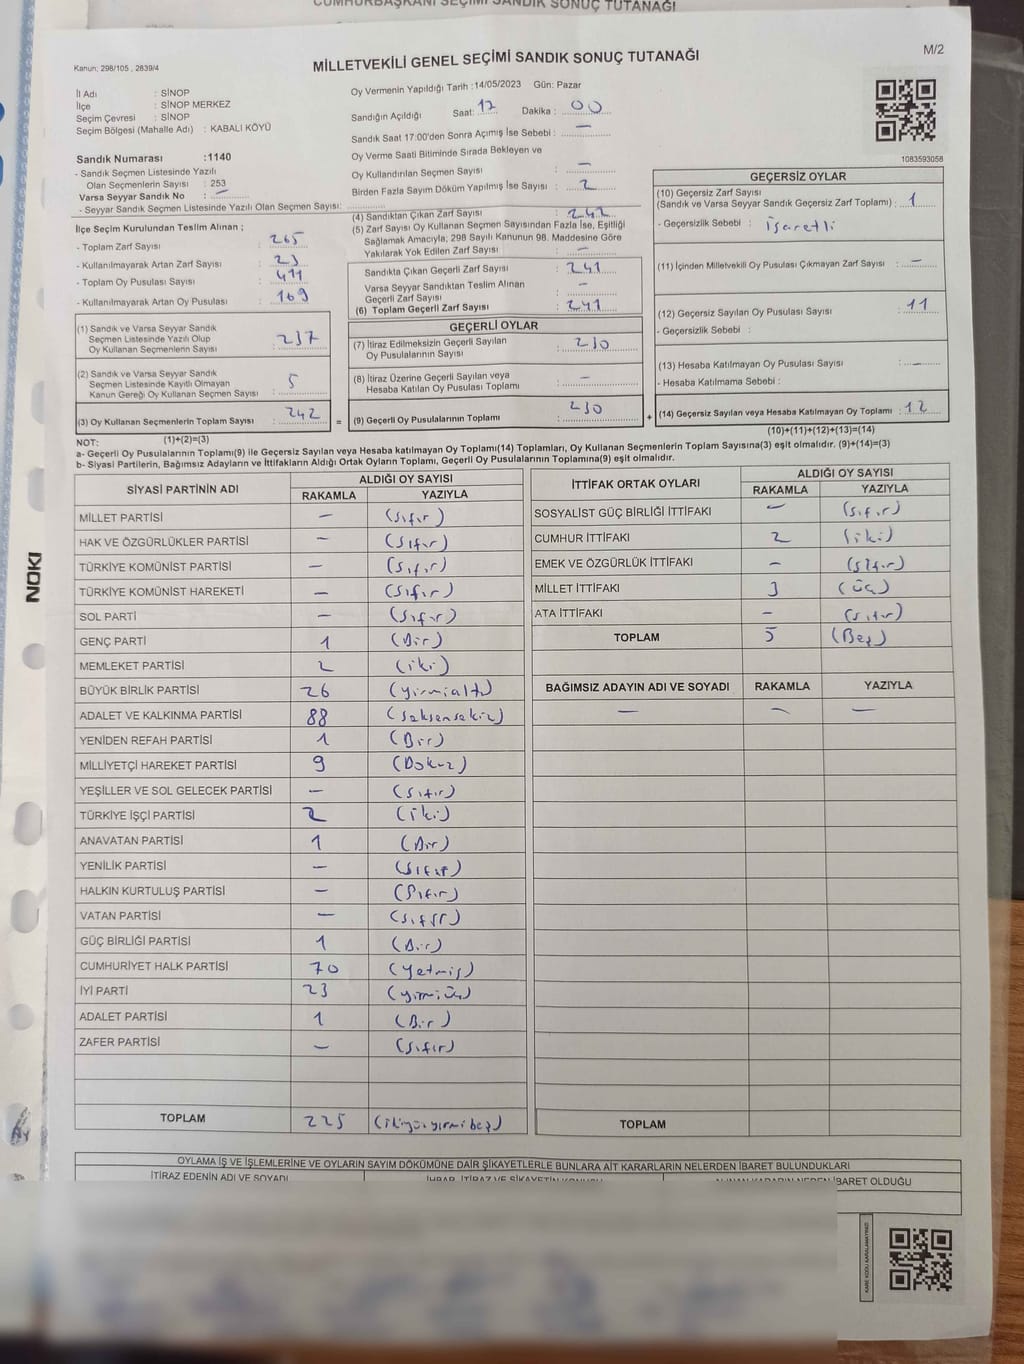 CUMHURBAŞKANI SEÇİMİ SANDIK SONUÇ TUTANAĞI
M/2
Kanun; 298/105 , 2839/4
MİLLETVEKİLİ GENEL SEÇİMİ SANDIK SONUÇ TUTANAĞI
İl Adı : SİNOP
İlçe : SİNOP MERKEZ
Seçim Çevresi : SİNOP
Seçim Bölgesi (Mahalle Adı) : KABALI KÖYÜ
Sandık Numarası :1140
- Sandık Seçmen Listesinde Yazılı
Olan Seçmenlerin Sayısı : 253
Varsa Seyyar Sandık No : —
- Seyyar Sandık Seçmen Listesinde Yazılı Olan Seçmen Sayısı:
Oy Vermenin Yapıldığı Tarih :14/05/2023 Gün: Pazar
Sandığın Açıldığı Saat: 17 Dakika : 00
Sandık Saat 17:00'den Sonra Açımış İse Sebebi : —
Oy Verme Saati Bitiminde Sırada Bekleyen ve
Oy Kullandırılan Seçmen Sayısı : —
Birden Fazla Sayım Döküm Yapılmış İse Sayısı : 2
1083593058
İlçe Seçim Kurulundan Teslim Alınan ;
- Toplam Zarf Sayısı : 265
- Kullanılmayarak Artan Zarf Sayısı : 23
- Toplam Oy Pusulası Sayısı : 411
- Kullanılmayarak Artan Oy Pusulası : 169
(1) Sandık ve Varsa Seyyar Sandık
Seçmen Listesinde Yazılı Olup
Oy Kullanan Seçmenlerin Sayısı : 237
(2) Sandık ve Varsa Seyyar Sandık
Seçmen Listesinde Kayıtlı Olmayan
Kanun Gereği Oy Kullanan Seçmen Sayısı : 5
(3) Oy Kullanan Seçmenlerin Toplam Sayısı : 242
(1)+(2)=(3)
(4) Sandıktan Çıkan Zarf Sayısı : 242
(5) Zarf Sayısı Oy Kullanan Seçmen Sayısından Fazla İse, Eşitliği
Sağlamak Amacıyla, 298 Sayılı Kanunun 98. Maddesine Göre
Yakılarak Yok Edilen Zarf Sayısı : —
Sandıkta Çıkan Geçerli Zarf Sayısı : 241
Varsa Seyyar Sandıktan Teslim Alınan
Geçerli Zarf Sayısı : —
(6) Toplam Geçerli Zarf Sayısı : 241
GEÇERLİ OYLAR
(7) İtiraz Edilmeksizin Geçerli Sayılan
Oy Pusulalarının Sayısı : 230
(8) İtiraz Üzerine Geçerli Sayılan veya
Hesaba Katılan Oy Pusulası Toplamı : —
= (9) Geçerli Oy Pusulalarının Toplamı : 230 +
GEÇERSİZ OYLAR
(10) Geçersiz Zarf Sayısı
(Sandık ve Varsa Seyyar Sandık Geçersiz Zarf Toplamı) : 1
- Geçersizlik Sebebi : İşaretli
(11) İçinden Milletvekili Oy Pusulası Çıkmayan Zarf Sayısı : —
(12) Geçersiz Sayılan Oy Pusulası Sayısı : 11
- Geçersizlik Sebebi :
(13) Hesaba Katılmayan Oy Pusulası Sayısı : —
- Hesaba Katılmama Sebebi :
(14) Geçersiz Sayılan veya Hesaba Katılmayan Oy Toplamı : 12
(10)+(11)+(12)+(13)=(14)
NOT:
a- Geçerli Oy Pusulalarının Toplamı(9) ile Geçersiz Sayılan veya Hesaba katılmayan Oy Toplamı(14) Toplamları, Oy Kullanan Seçmenlerin Toplam Sayısına(3) eşit olmalıdır. (9)+(14)=(3)
b- Siyasi Partilerin, Bağımsız Adayların ve İttifakların Aldığı Ortak Oyların Toplamı, Geçerli Oy Pusulalarının Toplamına(9) eşit olmalıdır.
SİYASİ PARTİNİN ADI ALDIĞI OY SAYISI
RAKAMLA YAZIYLA
MİLLET PARTİSİ — (Sıfır)
HAK VE ÖZGÜRLÜKLER PARTİSİ — (Sıfır)
TÜRKİYE KOMÜNİST PARTİSİ — (Sıfır)
TÜRKİYE KOMÜNİST HAREKETİ — (Sıfır)
SOL PARTİ — (Sıfır)
GENÇ PARTİ 1 (Bir)
MEMLEKET PARTİSİ 2 (iki)
BÜYÜK BİRLİK PARTİSİ 26 (yirmialtı)
ADALET VE KALKINMA PARTİSİ 88 (seksensekiz)
YENİDEN REFAH PARTİSİ 1 (Bir)
MİLLİYETÇİ HAREKET PARTİSİ 9 (Dokuz)
YEŞİLLER VE SOL GELECEK PARTİSİ — (Sıfır)
TÜRKİYE İŞÇİ PARTİSİ 2 (iki)
ANAVATAN PARTİSİ 1 (Bir)
YENİLİK PARTİSİ — (Sıfır)
HALKIN KURTULUŞ PARTİSİ — (Sıfır)
VATAN PARTİSİ — (Sıfır)
GÜÇ BİRLİĞİ PARTİSİ 1 (Bir)
CUMHURİYET HALK PARTİSİ 70 (Yetmiş)
İYİ PARTİ 23 (yirmiüç)
ADALET PARTİSİ 1 (Bir)
ZAFER PARTİSİ — (Sıfır)
TOPLAM 225 (ikiyüzyirmibeş)
İTTİFAK ORTAK OYLARI ALDIĞI OY SAYISI
RAKAMLA YAZIYLA
SOSYALİST GÜÇ BİRLİĞİ İTTİFAKI — (Sıfır)
CUMHUR İTTİFAKI 2 (iki)
EMEK VE ÖZGÜRLÜK İTTİFAKI — (Sıfır)
MİLLET İTTİFAKI 3 (üç)
ATA İTTİFAKI — (Sıfır)
TOPLAM 5 (Beş)
BAĞIMSIZ ADAYIN ADI VE SOYADI RAKAMLA YAZIYLA
— — —
TOPLAM
OYLAMA İŞ VE İŞLEMLERİNE VE OYLARIN SAYIM DÖKÜMÜNE DAİR ŞİKAYETLERLE BUNLARA AİT KARARLARIN NELERDEN İBARET BULUNDUKLARI
İTİRAZ EDENİN ADI VE SOYADI İHBAR, İTİRAZ VE ŞİKAYETİN KONUSU ALINAN KARARIN NEDEN İBARET OLDUĞU
KARE KODU KARALAMAYINIZ!
NOKI